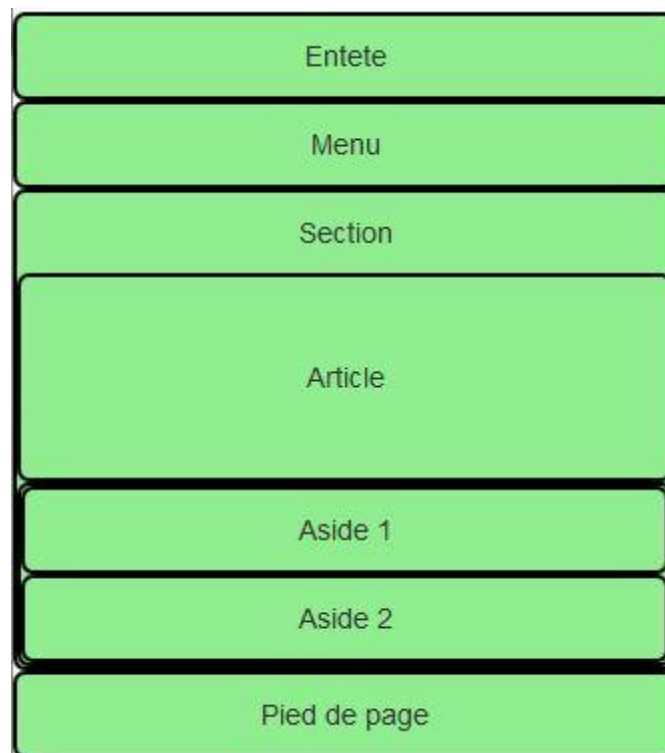 Entete
Menu
Section
Article
Aside 1
Aside 2
Pied de page